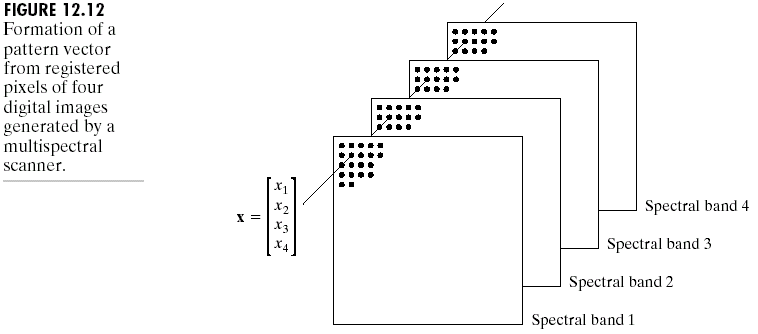 FIGURE 12.12
Formation of a
pattern vector
from registered
pixels of four
digital images
generated by a
multispectral
scanner.
x =
x1
x2
x3
x4
Spectral band 4
Spectral band 3
Spectral band 2
Spectral band 1